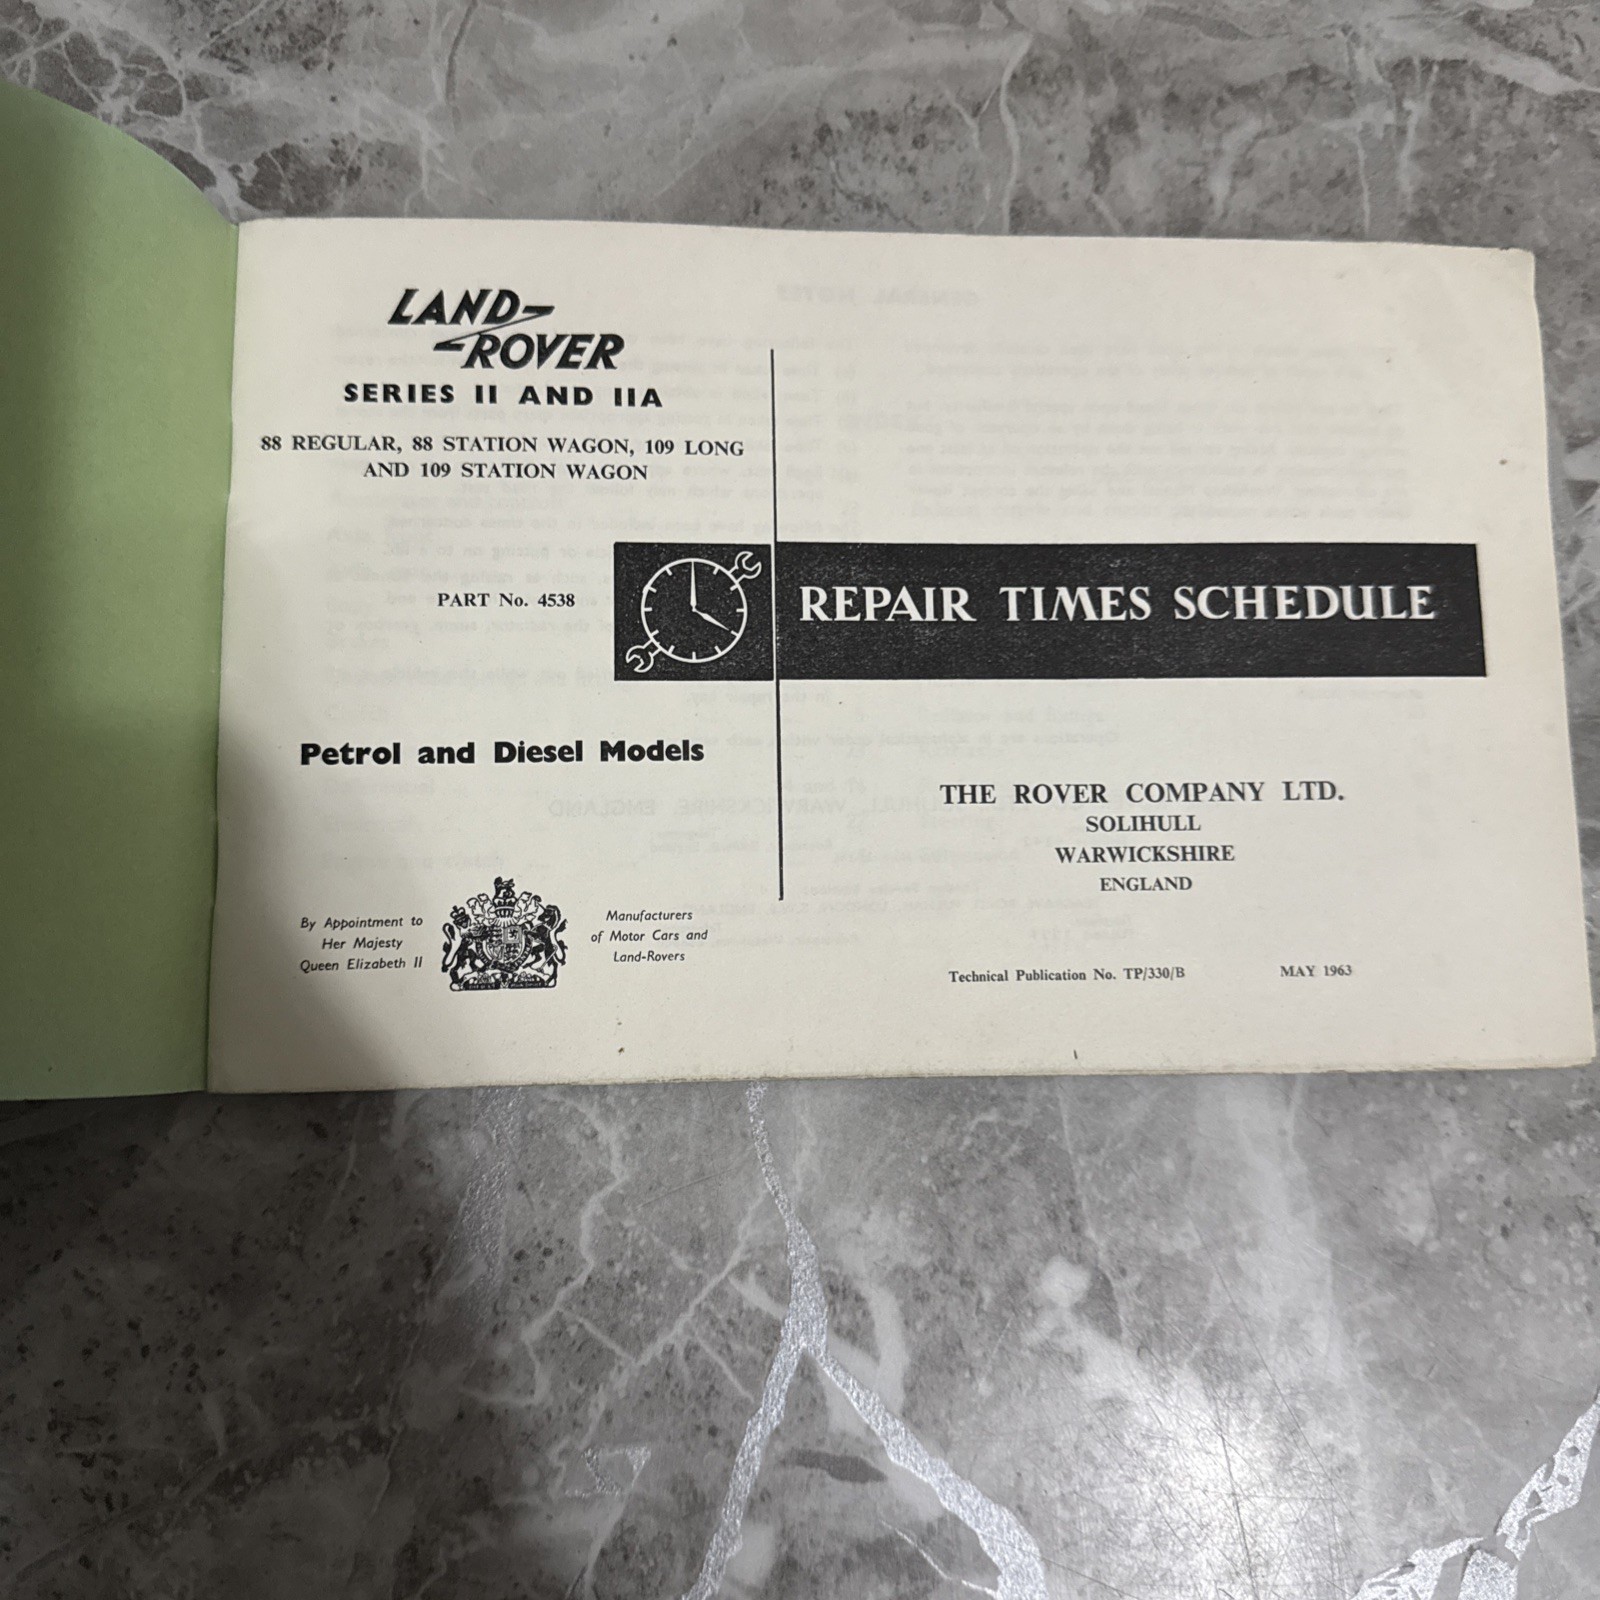 LAND-
ROVER
SERIES II AND IIA
88 REGULAR, 88 STATION WAGON, 109 LONG
AND 109 STATION WAGON
PART No. 4538
REPAIR TIMES SCHEDULE
Petrol and Diesel Models
THE ROVER COMPANY LTD.
SOLIHULL
WARWICKSHIRE
ENGLAND
By Appointment to
Her Majesty
Queen Elizabeth II
Manufacturers
of Motor Cars and
Land-Rovers
Technical Publication No. TP/330/B
MAY 1963